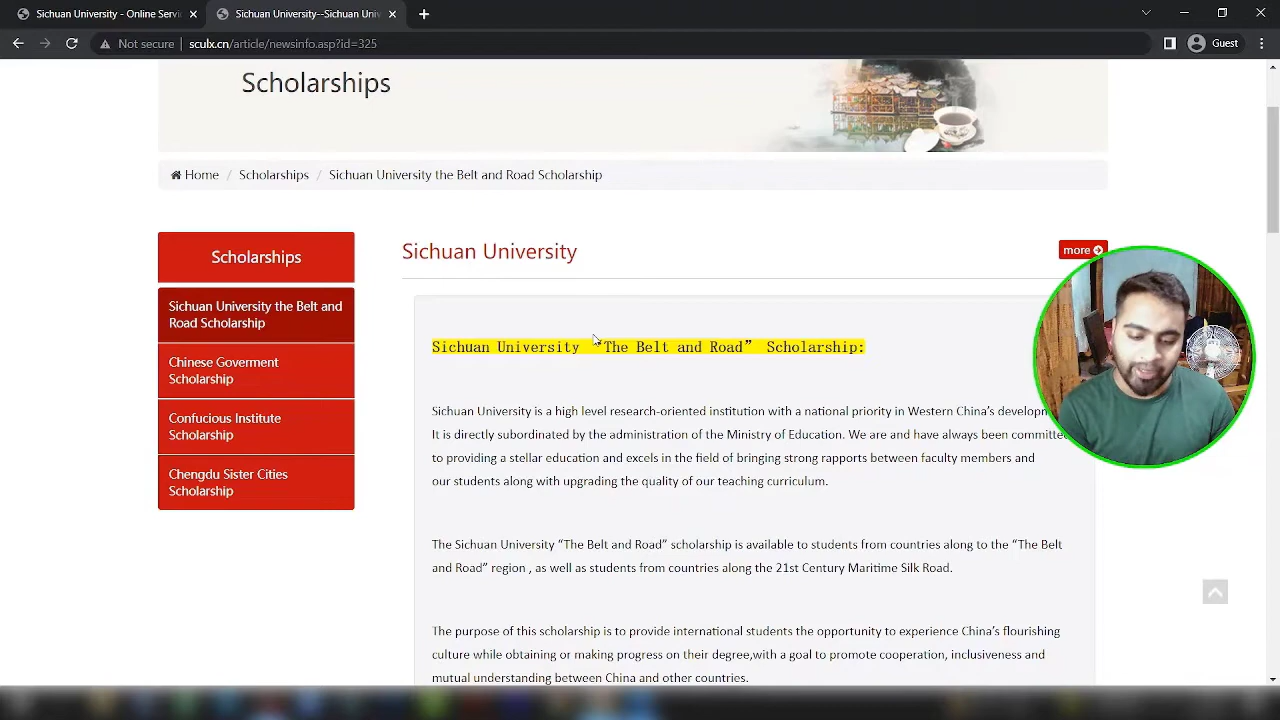 Sichuan University - Online Servi
Sichuan University--Sichuan Univ
Not secure
sculx.cn/article/newsinfo.asp?id=325
Guest
Scholarships
Home / Scholarships / Sichuan University the Belt and Road Scholarship
Scholarships
Sichuan University the Belt and
Road Scholarship
Chinese Goverment
Scholarship
Confucious Institute
Scholarship
Chengdu Sister Cities
Scholarship
Sichuan University
more
Sichuan University “The Belt and Road” Scholarship:
Sichuan University is a high level research-oriented institution with a national priority in Western China’s developm
It is directly subordinated by the administration of the Ministry of Education. We are and have always been committe
to providing a stellar education and excels in the field of bringing strong rapports between faculty members and
our students along with upgrading the quality of our teaching curriculum.
The Sichuan University “The Belt and Road” scholarship is available to students from countries along to the “The Belt
and Road” region , as well as students from countries along the 21st Century Maritime Silk Road.
The purpose of this scholarship is to provide international students the opportunity to experience China’s flourishing
culture while obtaining or making progress on their degree,with a goal to promote cooperation, inclusiveness and
mutual understanding between China and other countries.